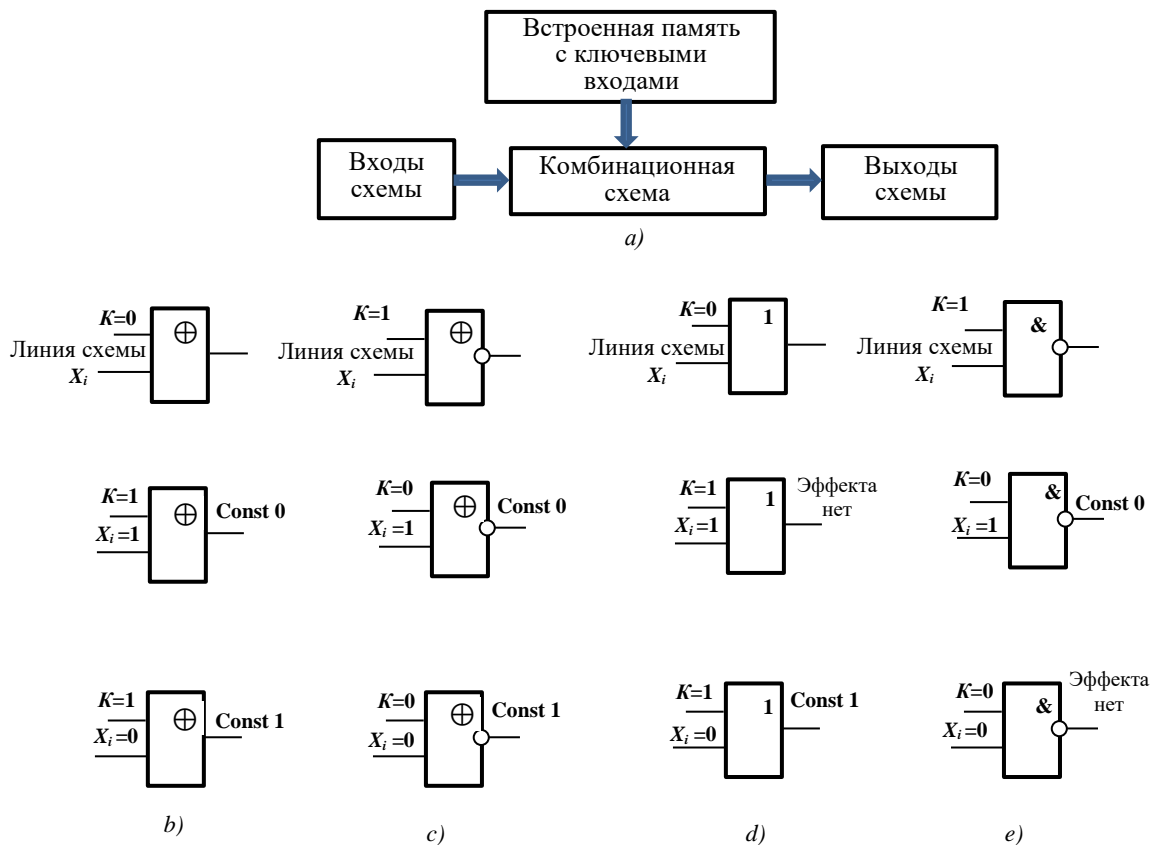 Встроенная память
с ключевыми
входами
Входы
схемы
Комбинационная
схема
Выходы
схемы
a)
K=0
Линия схемы
Xi
⊕
K=1
Линия схемы
Xi
⊕
K=0
Линия схемы
Xi
1
K=1
Линия схемы
Xi
&
K=1
Xi =1
⊕
Const 0
K=0
Xi =1
⊕
Const 0
K=1
Xi =1
1
Эффекта
нет
K=0
Xi =1
&
Const 0
K=1
Xi =0
⊕
Const 1
K=0
Xi =0
⊕
Const 1
K=1
Xi =0
1
Const 1
K=0
Xi =0
&
Эффекта
нет
b)
c)
d)
e)